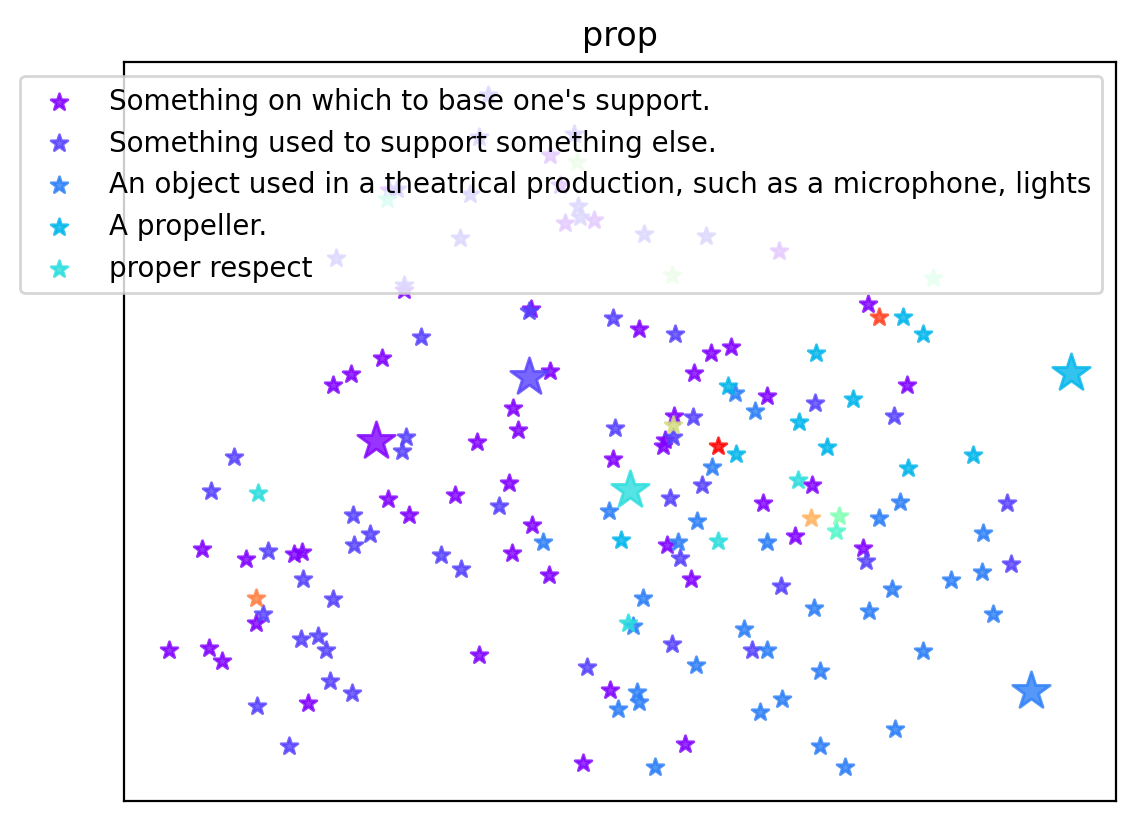 prop
Something on which to base one's support.
Something used to support something else.
An object used in a theatrical production, such as a microphone, lights
A propeller.
proper respect